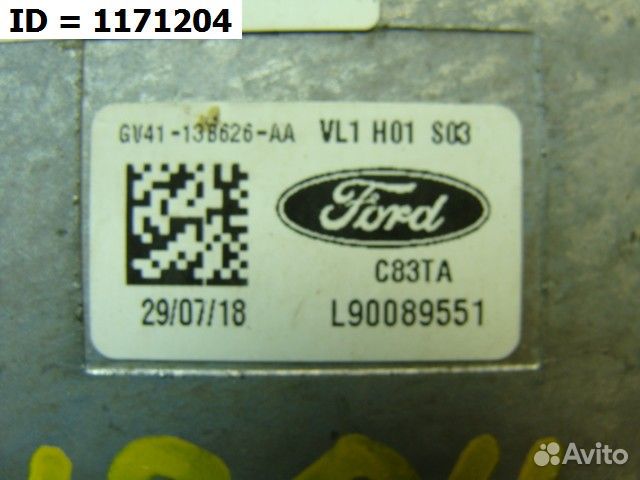 ID = 1171204
GV41-13B626-AA VL1 H01 S03
Ford
C83TA
29/07/18 L90089551
Avito